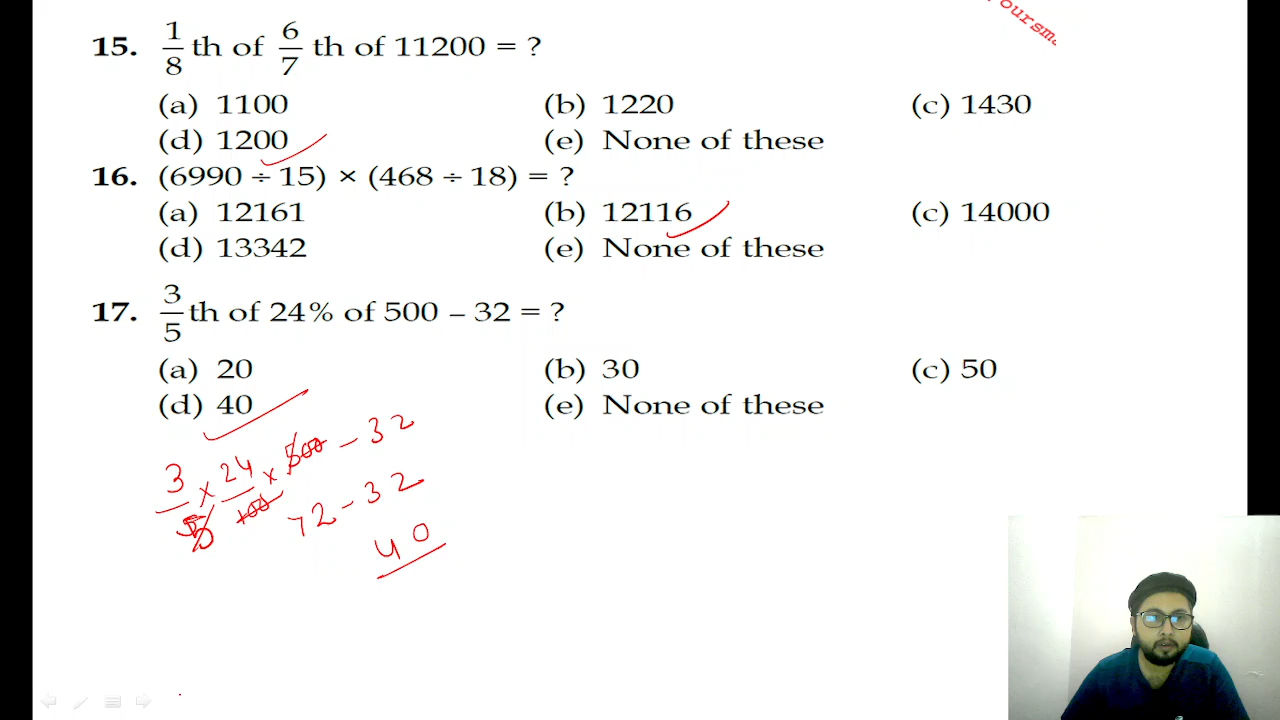 oursma
15. 1/8 th of 6/7 th of 11200 = ?
(a) 1100 (b) 1220 (c) 1430
(d) 1200 (e) None of these
16. (6990 ÷ 15) × (468 ÷ 18) = ?
(a) 12161 (b) 12116 (c) 14000
(d) 13342 (e) None of these
17. 3/5 th of 24% of 500 – 32 = ?
(a) 20 (b) 30 (c) 50
(d) 40 (e) None of these
3/5 × 24/100 × 500 – 32
72 – 32
40